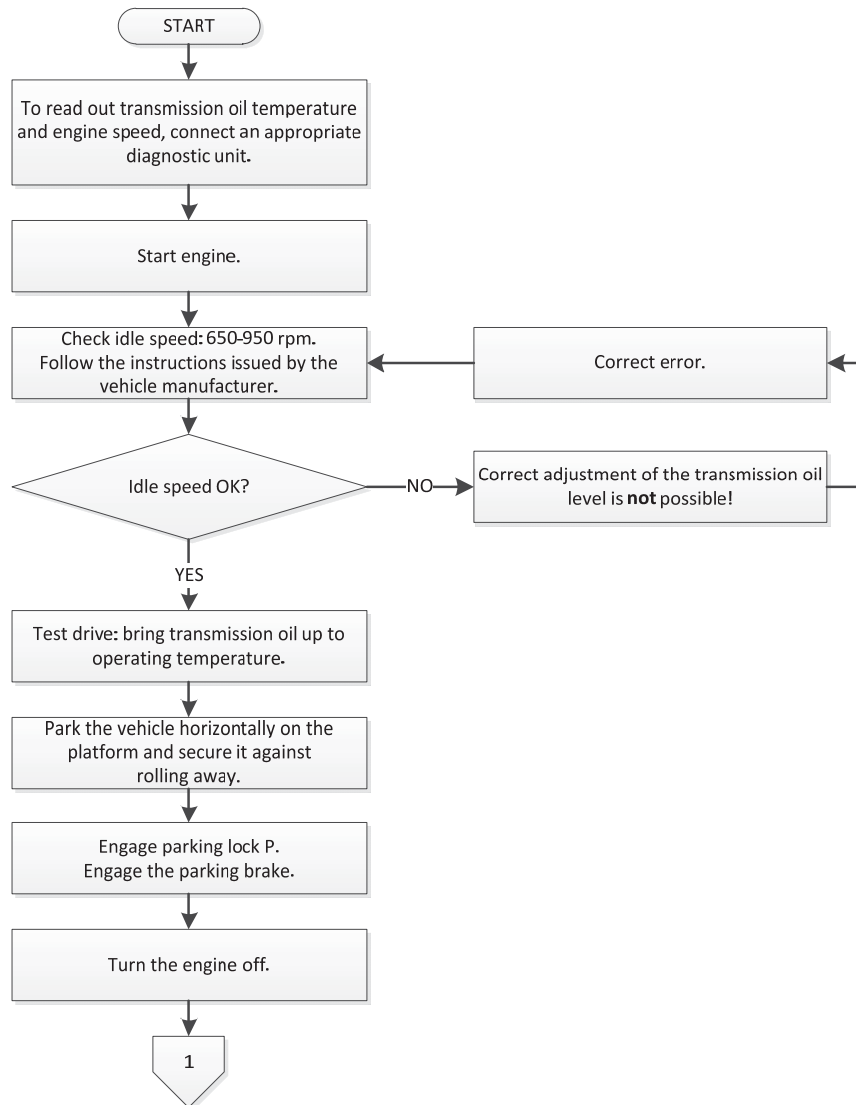 START
To read out transmission oil temperature
and engine speed, connect an appropriate
diagnostic unit.
Start engine.
Check idle speed: 650-950 rpm.
Follow the instructions issued by the
vehicle manufacturer.
Correct error.
Idle speed OK?
NO
Correct adjustment of the transmission oil
level is not possible!
YES
Test drive: bring transmission oil up to
operating temperature.
Park the vehicle horizontally on the
platform and secure it against
rolling away.
Engage parking lock P.
Engage the parking brake.
Turn the engine off.
1